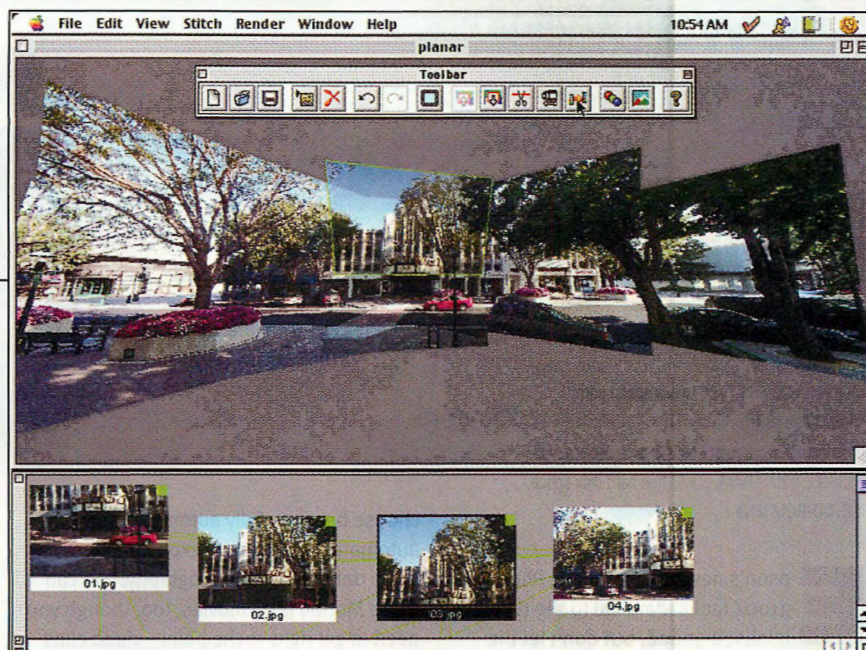 File Edit View Stitch Render Window Help 10:54 AM
planar
Toolbar
01.jpg
02.jpg
03.jpg
04.jpg